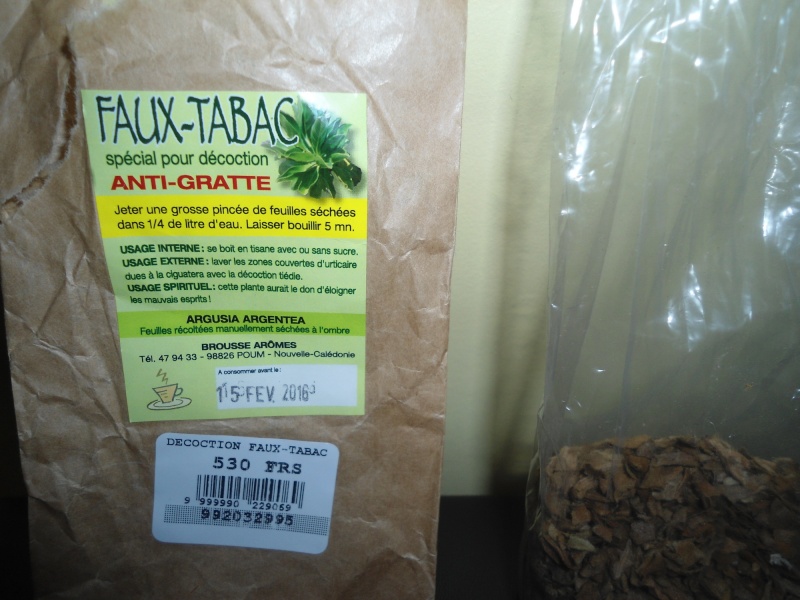 FAUX-TABAC
spécial pour décoction
ANTI-GRATTE
Jeter une grosse pincée de feuilles séchées
dans 1/4 de litre d'eau. Laisser bouillir 5 mn.
USAGE INTERNE : se boit en tisane avec ou sans sucre.
USAGE EXTERNE : laver les zones couvertes d'urticaire
dues à la ciguatera avec la décoction tiédie.
USAGE SPIRITUEL : cette plante aurait le don d'éloigner
les mauvais esprits !
ARGUSIA ARGENTEA
Feuilles récoltées manuellement séchées à l'ombre
BROUSSE ARÔMES
Tél. 47 94 33 - 98826 POUM - Nouvelle-Calédonie
A consommer avant le :
15 FEV. 2016
DECOCTION FAUX-TABAC
530 FRS
9 999990 229069
992032995